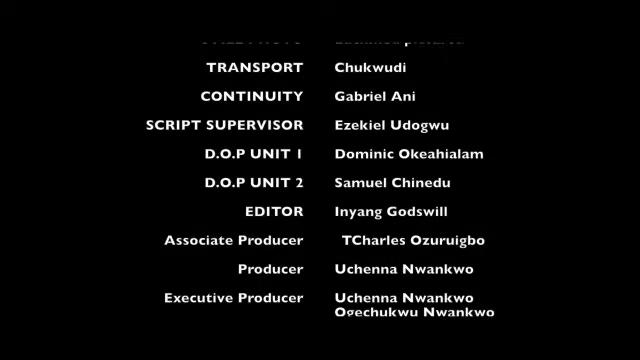 TRANSPORT Chukwudi
CONTINUITY Gabriel Ani
SCRIPT SUPERVISOR Ezekiel Udogwu
D.O.P UNIT 1 Dominic Okeahialam
D.O.P UNIT 2 Samuel Chinedu
EDITOR Inyang Godswill
Associate Producer TCharles Ozuruigbo
Producer Uchenna Nwankwo
Executive Producer Uchenna Nwankwo
Ogechukwu Nwankwo